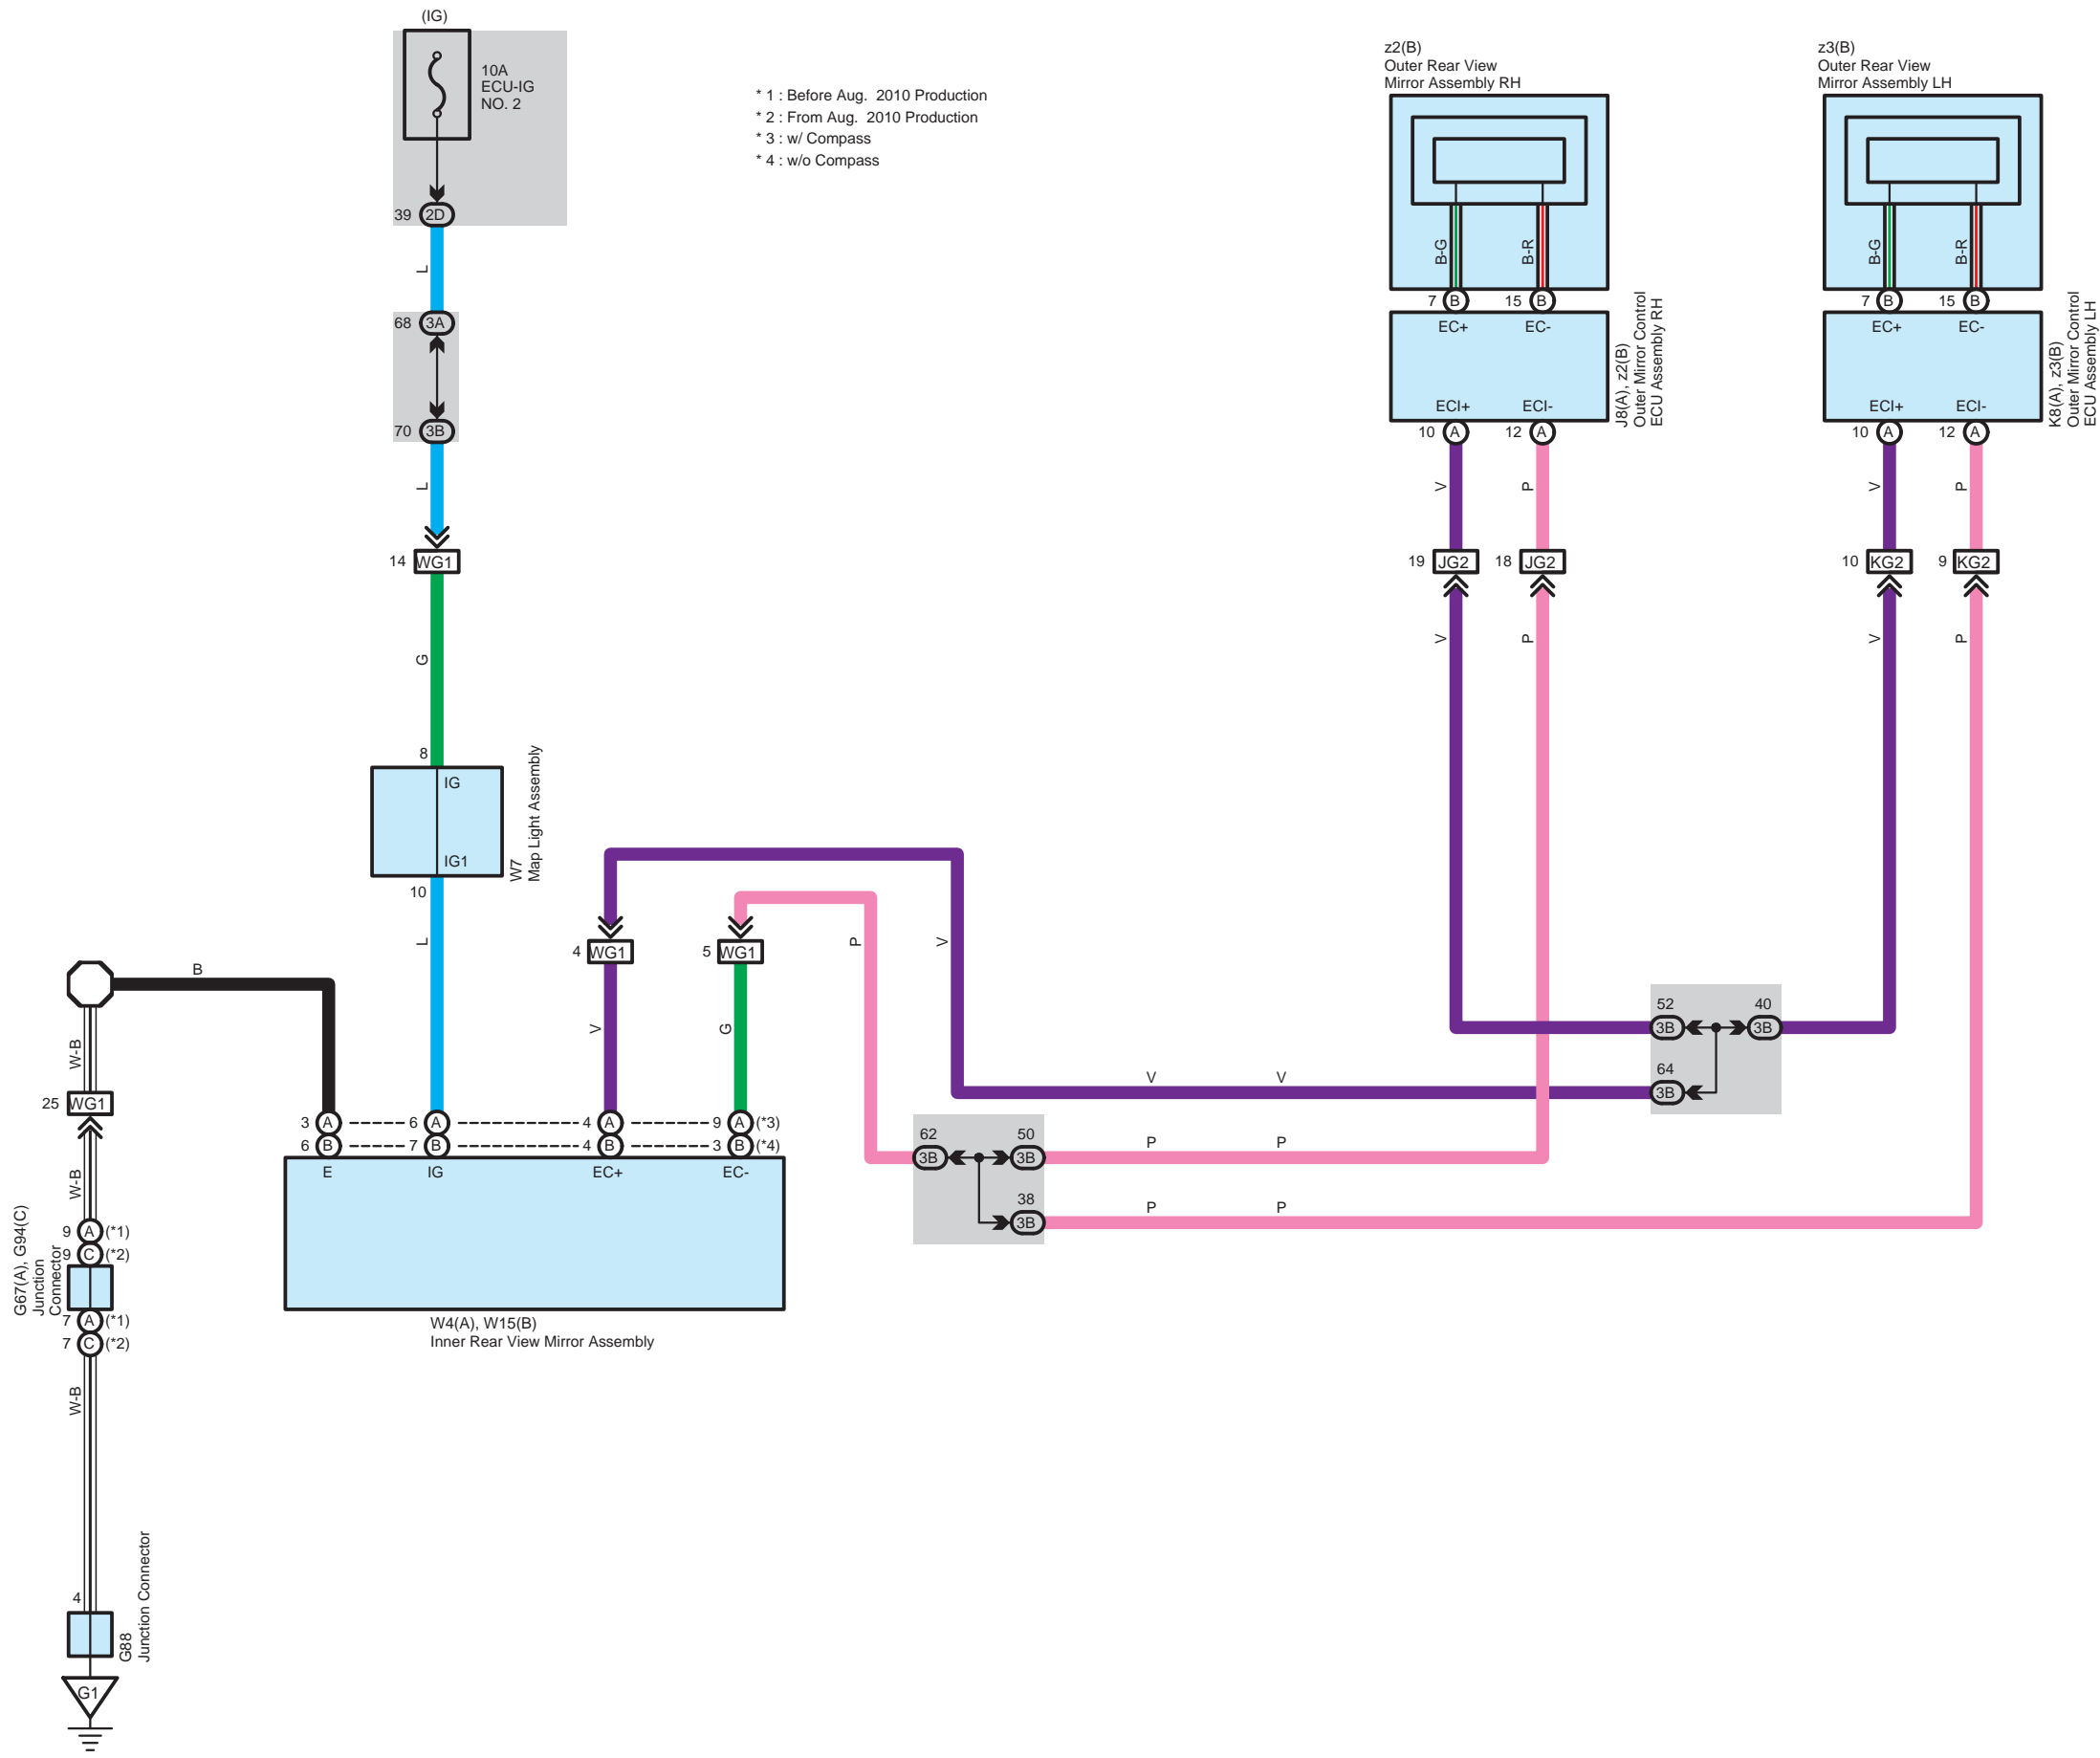 (IG)
10A
ECU-IG
NO. 2
39 2D
L
68 3A
70 3B
L
14 WG1
G
8
IG
IG1
10
W7
Map Light Assembly
L
* 1 : Before Aug. 2010 Production
* 2 : From Aug. 2010 Production
* 3 : w/ Compass
* 4 : w/o Compass
z2(B)
Outer Rear View
Mirror Assembly RH
B-G
B-R
7 B
15 B
EC+
EC-
ECI+
ECI-
J8(A), z2(B)
Outer Mirror Control
ECU Assembly RH
10 A
12 A
V
P
19 JG2
18 JG2
V
P
z3(B)
Outer Rear View
Mirror Assembly LH
B-G
B-R
7 B
15 B
EC+
EC-
ECI+
ECI-
K8(A), z3(B)
Outer Mirror Control
ECU Assembly LH
10 A
12 A
V
P
10 KG2
9 KG2
V
P
4 WG1
5 WG1
P
V
V
G
B
W-B
25 WG1
W-B
9 A (*1)
9 C (*2)
G67(A), G94(C)
Junction
Connector
7 A (*1)
7 C (*2)
W-B
4
G88
Junction Connector
G1
3 A
6 A
4 A
9 A (*3)
6 B
7 B
4 B
3 B (*4)
E
IG
EC+
EC-
W4(A), W15(B)
Inner Rear View Mirror Assembly
52
3B
40
3B
64
3B
V
V
62
3B
50
3B
38
3B
P
P
P
P